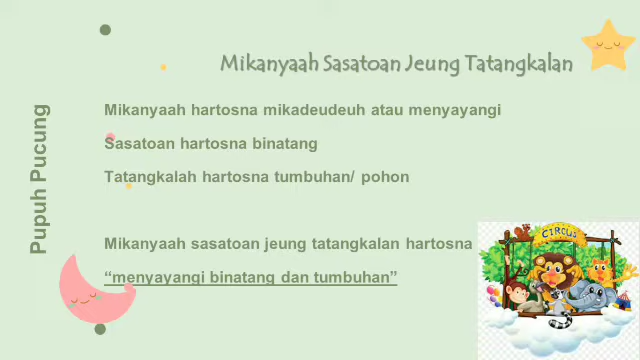 Mikanyaah Sasatoan Jeung Tatangkalan
Pupuh Pucung
Mikanyaah hartosna mikadeudeuh atau menyayangi
Sasatoan hartosna binatang
Tatangkalah hartosna tumbuhan/ pohon
Mikanyaah sasatoan jeung tatangkalan hartosna
“menyayangi binatang dan tumbuhan”
CIRCUS